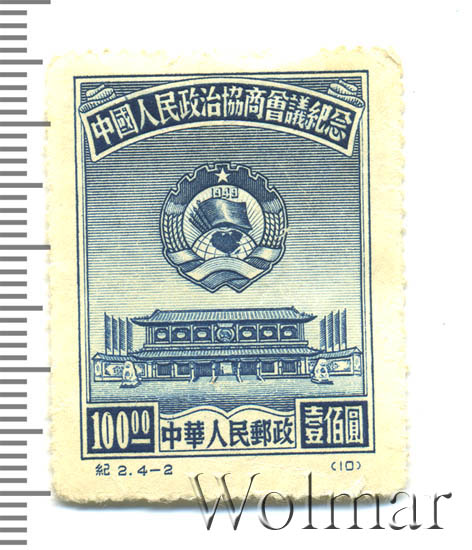 中國人民政治協商會議紀念
1949
100.00 中華人民郵政 壹佰圓
紀 2.4-2 (10)
Wolmar